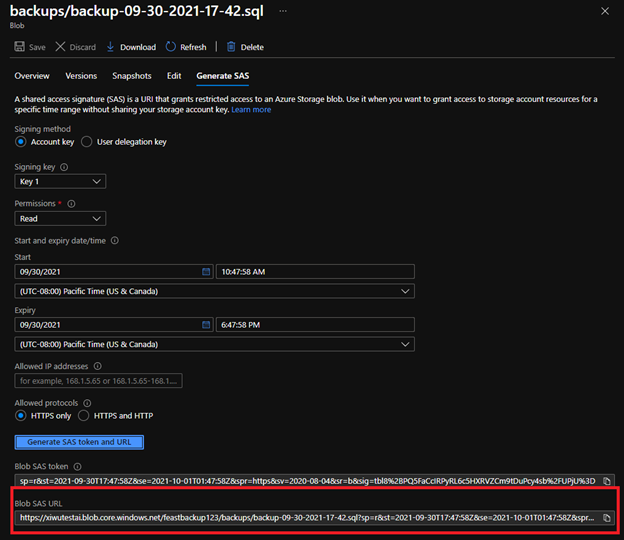 backups/backup-09-30-2021-17-42.sql ...
Blob
Save Discard Download Refresh Delete
Overview Versions Snapshots Edit Generate SAS
A shared access signature (SAS) is a URI that grants restricted access to an Azure Storage blob. Use it when you want to grant access to storage account resources for a
specific time range without sharing your storage account key. Learn more
Signing method
Account key User delegation key
Signing key
Key 1
Permissions *
Read
Start and expiry date/time
Start
09/30/2021 10:47:58 AM
(UTC-08:00) Pacific Time (US & Canada)
Expiry
09/30/2021 6:47:58 PM
(UTC-08:00) Pacific Time (US & Canada)
Allowed IP addresses
for example, 168.1.5.65 or 168.1.5.65-168.1....
Allowed protocols
HTTPS only HTTPS and HTTP
Generate SAS token and URL
Blob SAS token
sp=r&st=2021-09-30T17:47:58Z&se=2021-10-01T01:47:58Z&spr=https&sv=2020-08-04&sr=b&sig=tbl8%2BPQ5FaCcIRPyRL6c5HXRVZCm9tDuPcy4sb%2FUPjU%3D
Blob SAS URL
https://xiwutestai.blob.core.windows.net/feastbackup123/backups/backup-09-30-2021-17-42.sql?sp=r&st=2021-09-30T17:47:58Z&se=2021-10-01T01:47:58Z&spr...